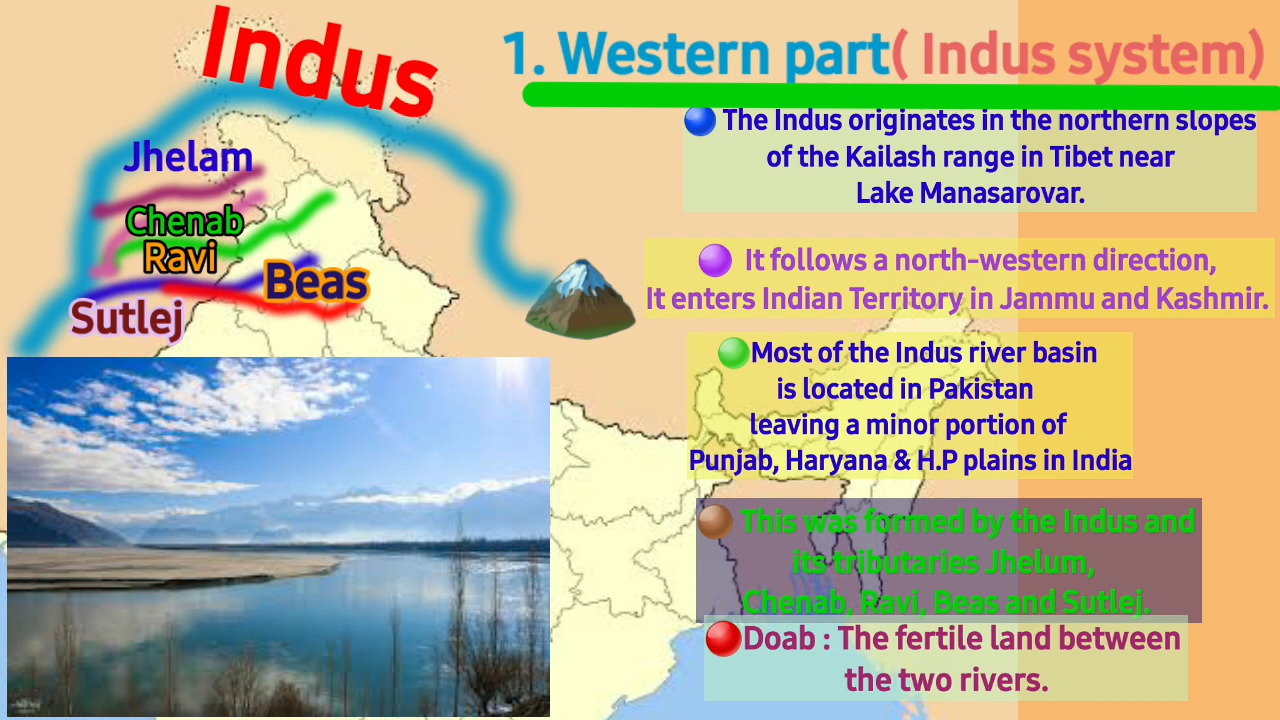 Indus
1. Western part( Indus system)
Jhelam
Chenab
Ravi
Beas
Sutlej
The Indus originates in the northern slopes
of the Kailash range in Tibet near
Lake Manasarovar.
It follows a north-western direction,
It enters Indian Territory in Jammu and Kashmir.
Most of the Indus river basin
is located in Pakistan
leaving a minor portion of
Punjab, Haryana & H.P plains in India
This was formed by the Indus and
its tributaries Jhelum,
Chenab, Ravi, Beas and Sutlej.
Doab : The fertile land between
the two rivers.